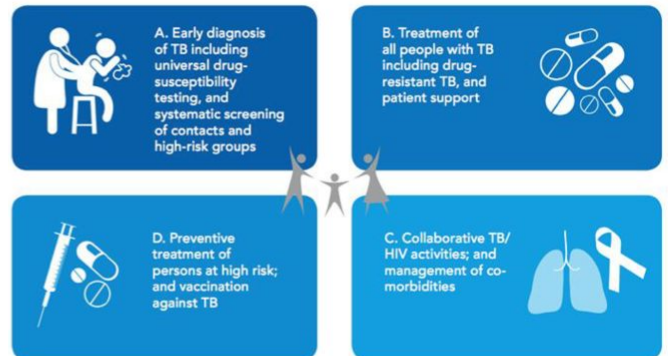 A. Early diagnosis
of TB including
universal drug-
susceptibility
testing, and
systematic screening
of contacts and
high-risk groups
B. Treatment of
all people with TB
including drug-
resistant TB, and
patient support
D. Preventive
treatment of
persons at high risk;
and vaccination
against TB
C. Collaborative TB/
HIV activities; and
management of co-
morbidities